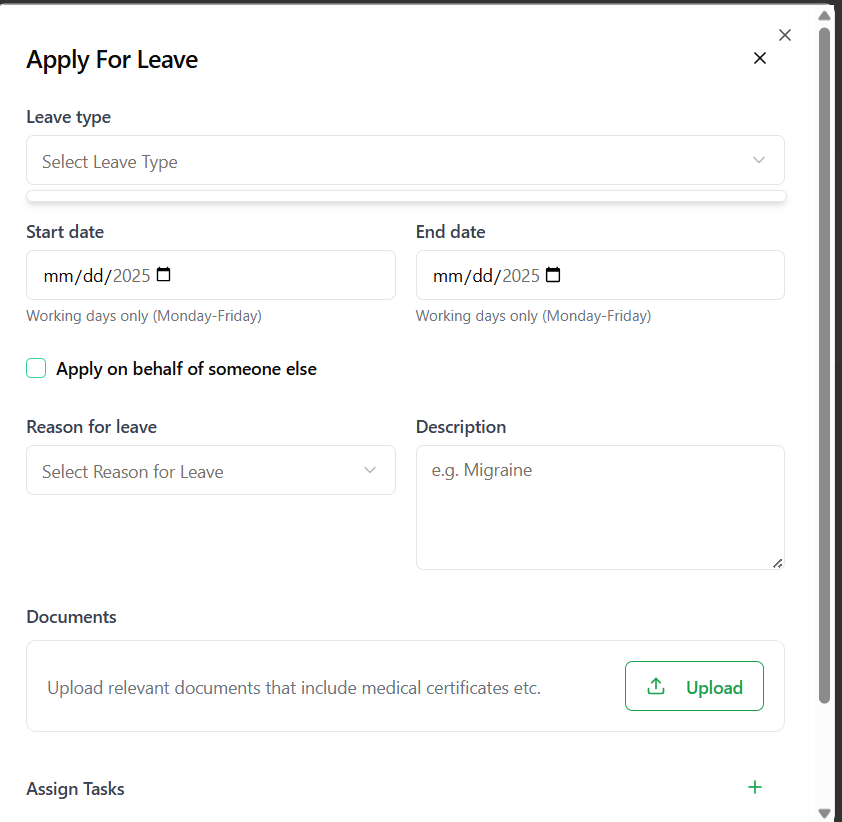 Apply For Leave
Leave type
Select Leave Type
Start date
End date
mm/dd/2025
mm/dd/2025
Working days only (Monday-Friday)
Working days only (Monday-Friday)
Apply on behalf of someone else
Reason for leave
Description
Select Reason for Leave
e.g. Migraine
Documents
Upload relevant documents that include medical certificates etc.
Upload
Assign Tasks